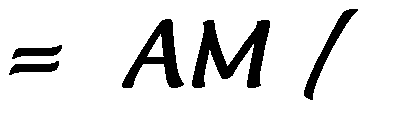 = AM (